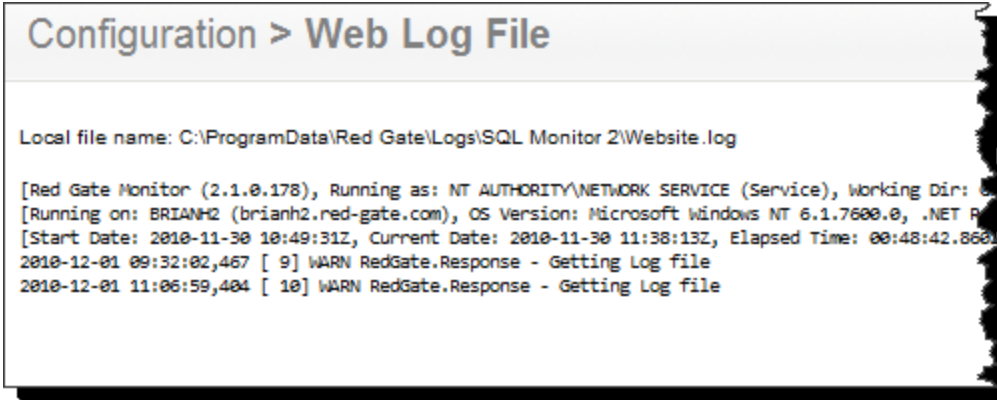 Configuration > Web Log File
Local file name: C:\ProgramData\Red Gate\Logs\SQL Monitor 2\Website.log
[Red Gate Monitor (2.1.0.178), Running as: NT AUTHORITY\NETWORK SERVICE (Service), Working Dir:
[Running on: BRIANH2 (brianh2.red-gate.com), OS Version: Microsoft Windows NT 6.1.7600.0, .NET
[Start Date: 2010-11-30 10:49:31Z, Current Date: 2010-11-30 11:38:13Z, Elapsed Time: 00:48:42.860
2010-12-01 09:32:02,467 [ 9] WARN RedGate.Response - Getting Log file
2010-12-01 11:06:59,404 [ 10] WARN RedGate.Response - Getting Log file